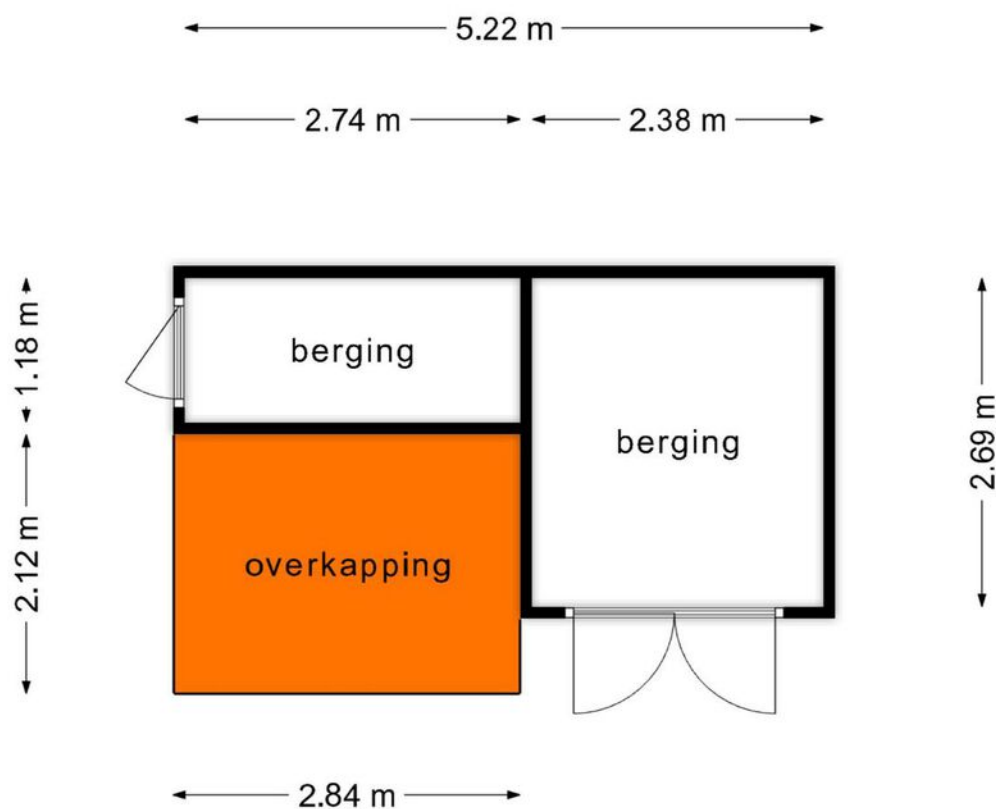 5.22 m
2.74 m
2.38 m
1.18 m
berging
berging
2.69 m
2.12 m
overkapping
2.84 m